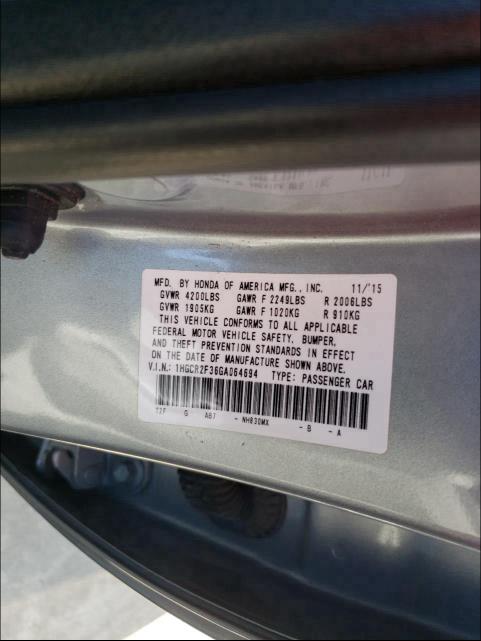 MFD. BY HONDA OF AMERICA MFG., INC. 11/'15
GVWR 4200LBS GAWR F 2249LBS R 2006LBS
GVWR 1905KG GAWR F 1020KG R 910KG
THIS VEHICLE CONFORMS TO ALL APPLICABLE
FEDERAL MOTOR VEHICLE SAFETY, BUMPER,
AND THEFT PREVENTION STANDARDS IN EFFECT
ON THE DATE OF MANUFACTURE SHOWN ABOVE.
V.I.N.: 1HGCR2F36GA064694 TYPE: PASSENGER CAR
T2F G AB7 - NH830MX - B - A